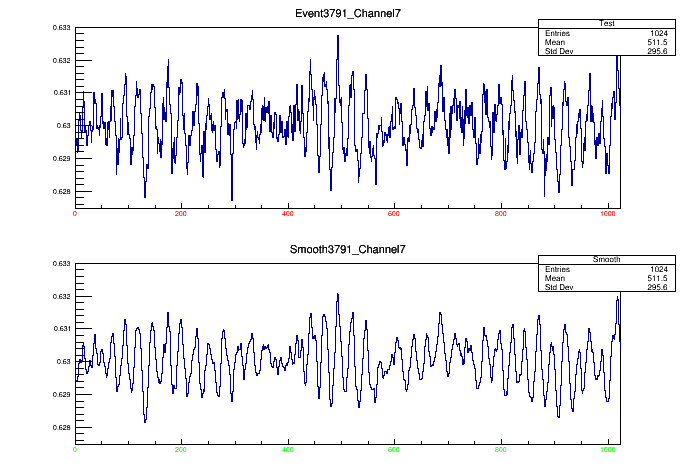 Event3791_Channel7
Test
Entries 1024
Mean 511.5
Std Dev 295.6
0.633
0.632
0.631
0.63
0.629
0.628
0 200 400 600 800 1000
Smooth3791_Channel7
Smooth
Entries 1024
Mean 511.5
Std Dev 295.6
0.633
0.632
0.631
0.63
0.629
0.628
0 200 400 600 800 1000